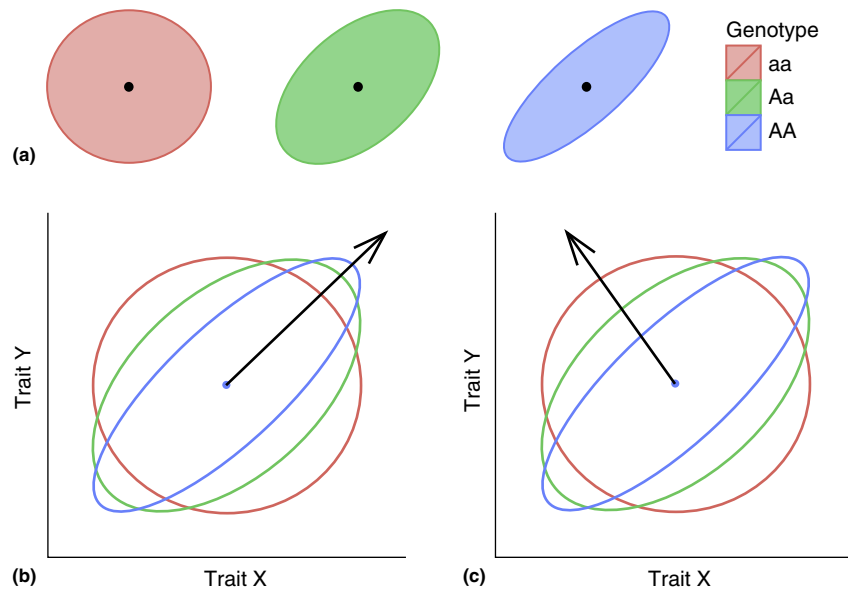 Genotype
aa
Aa
AA
(a)
Trait Y
Trait X
(b)
Trait Y
Trait X
(c)